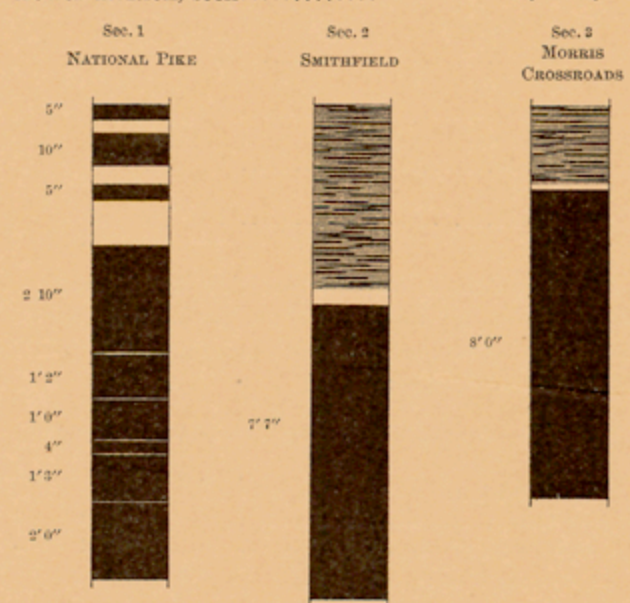 Sec. 1
NATIONAL PIKE
5″
10″
5″
2 10″
1′ 2″
1′ 0″
4″
1′ 3″
2′ 0″
Sec. 2
SMITHFIELD
7′ 7″
Sec. 3
MORRIS
CROSSROADS
8′ 0″